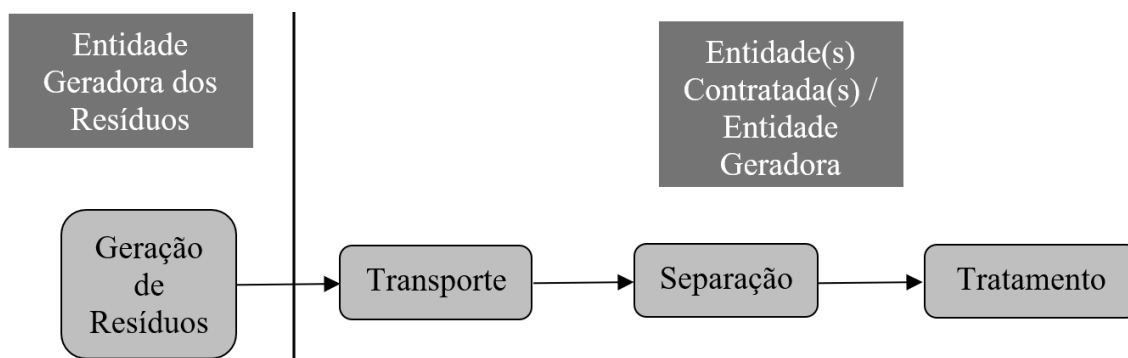 Entidade
Geradora dos
Resíduos
Entidade(s)
Contratada(s) /
Entidade
Geradora
Geração
de
Resíduos
Transporte
Separação
Tratamento